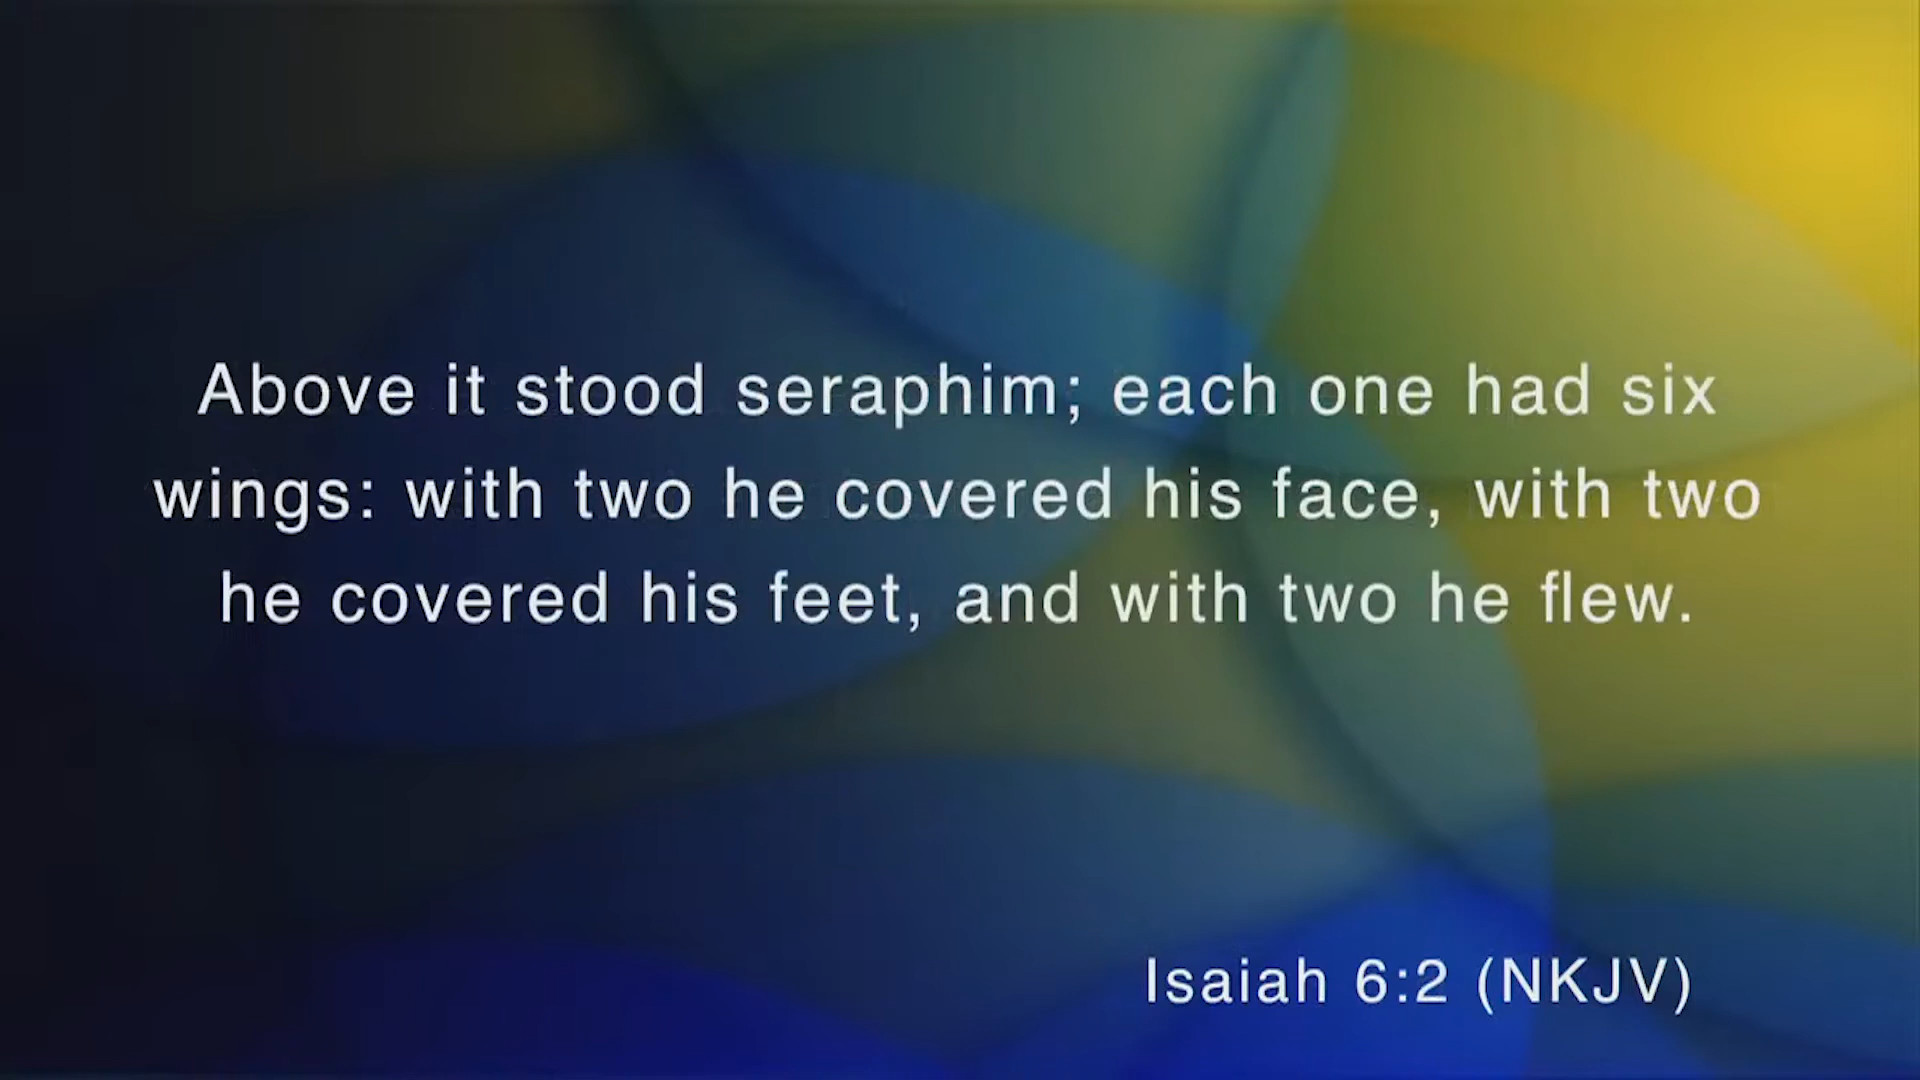 Above it stood seraphim; each one had six
wings: with two he covered his face, with two
he covered his feet, and with two he flew.
Isaiah 6:2 (NKJV)